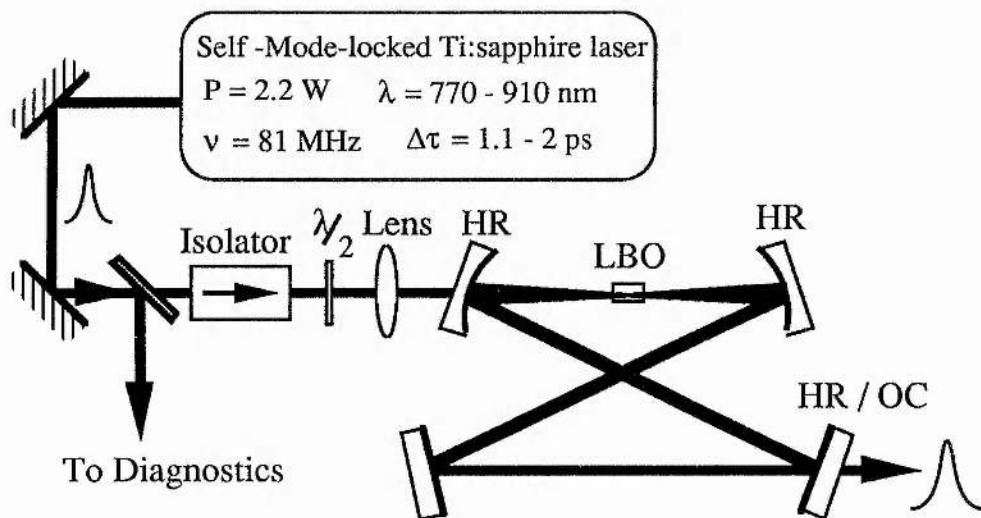 Self -Mode-locked Ti:sapphire laser
P = 2.2 W λ = 770 - 910 nm
ν = 81 MHz Δτ = 1.1 - 2 ps
Isolator
λ/2
Lens
HR
LBO
HR
HR / OC
To Diagnostics